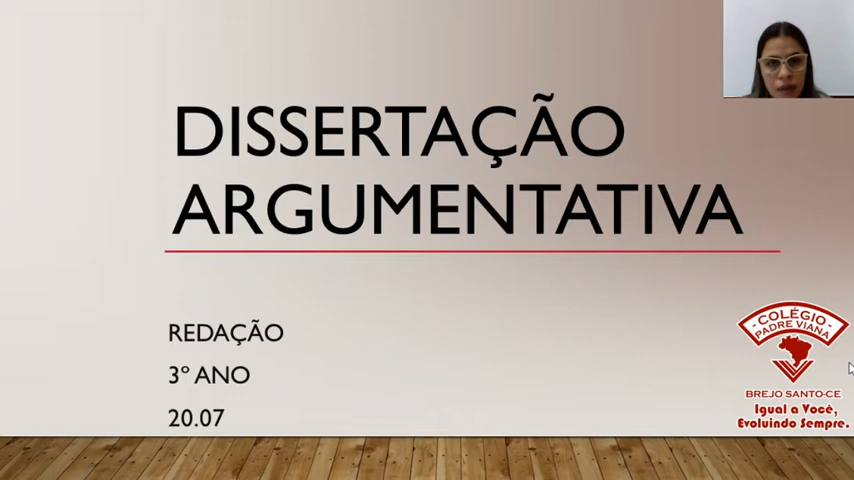 DISSERTAÇÃO
ARGUMENTATIVA
REDAÇÃO
3º ANO
20.07
-COLÉGIO-
PADRE VIANA
BREJO SANTO-CE
Igual a Você,
Evoluindo Sempre.